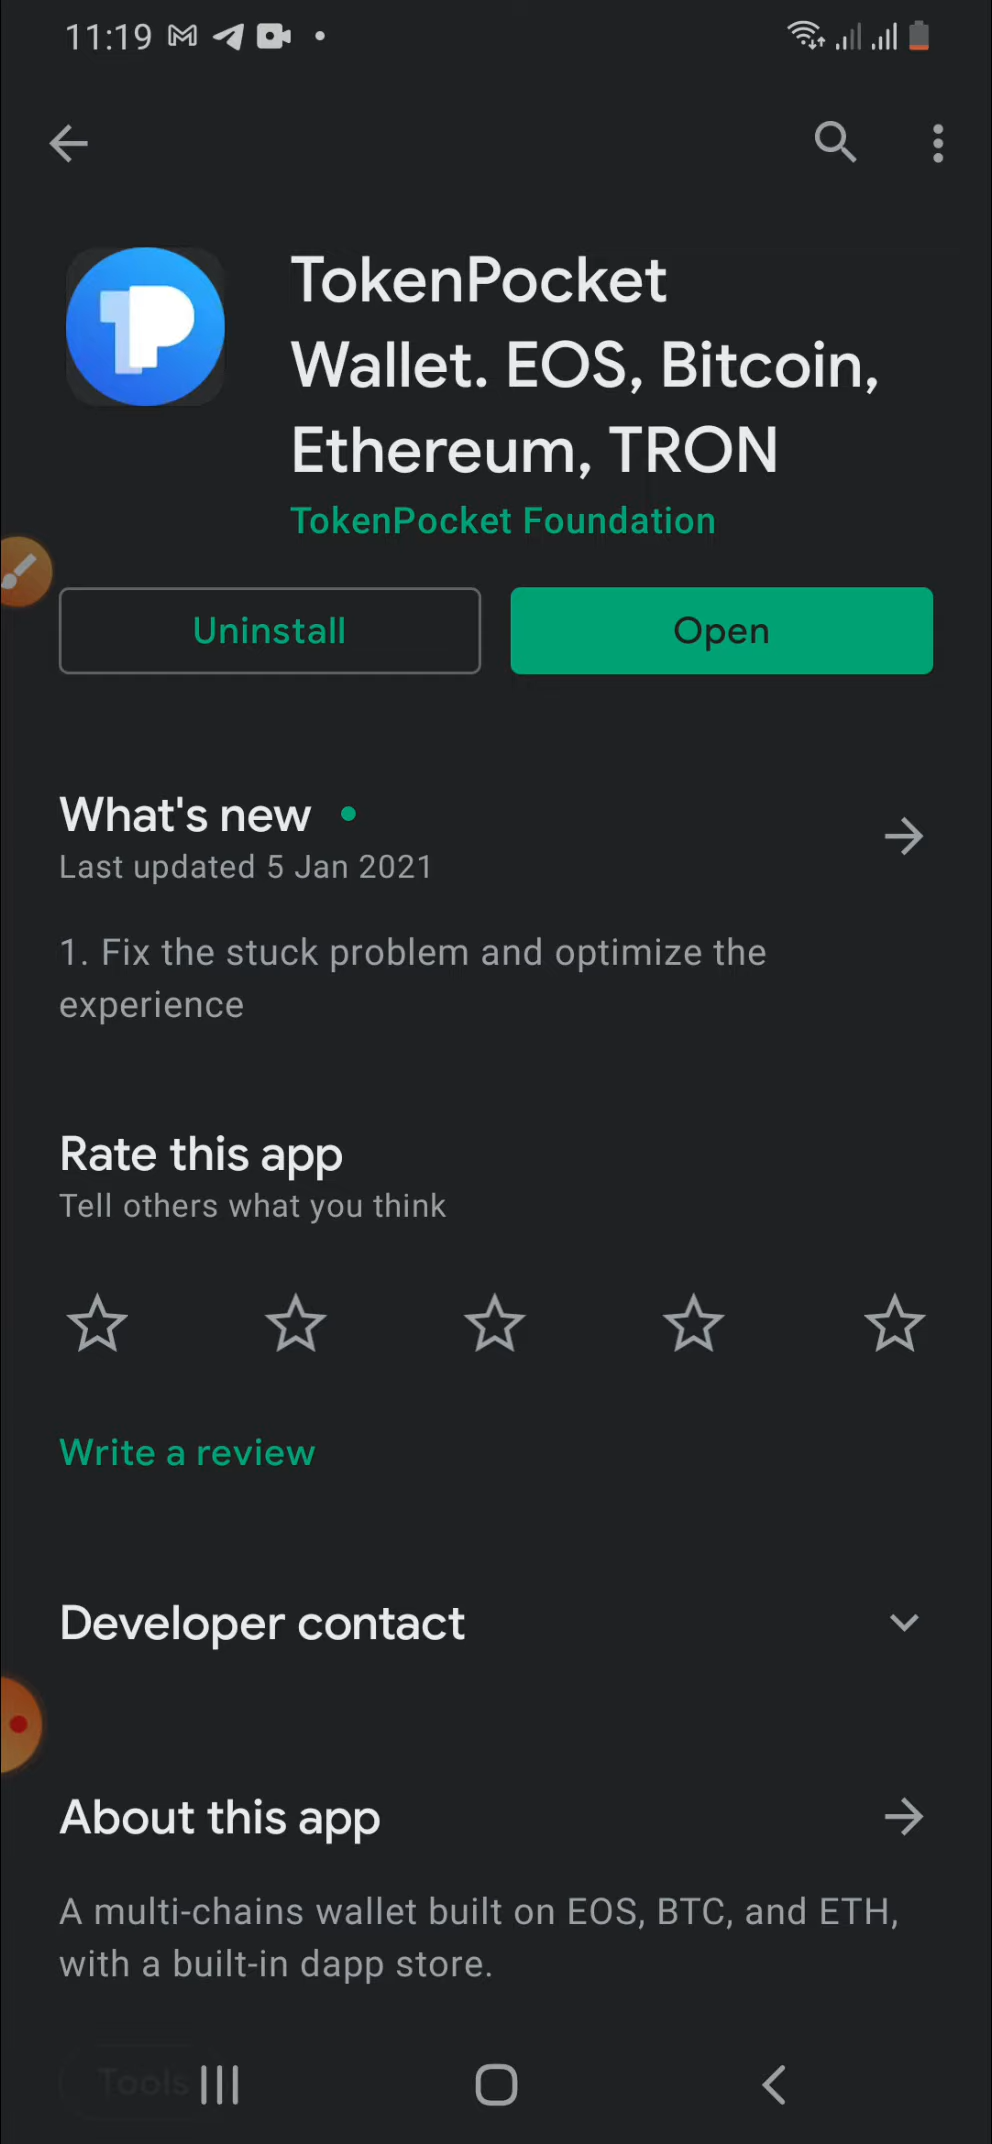 11:19
TokenPocket
Wallet. EOS, Bitcoin,
Ethereum, TRON
TokenPocket Foundation
Uninstall
Open
What's new
Last updated 5 Jan 2021
1. Fix the stuck problem and optimize the
experience
Rate this app
Tell others what you think
Write a review
Developer contact
About this app
A multi-chains wallet built on EOS, BTC, and ETH,
with a built-in dapp store.
Tools